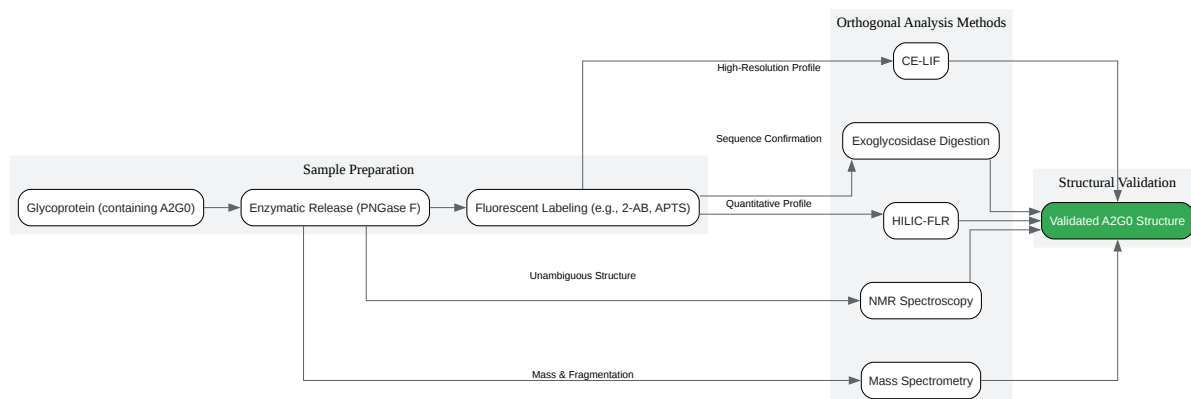 Orthogonal Analysis Methods
CE-LIF
High-Resolution Profile
Sequence Confirmation
Exoglycosidase Digestion
Sample Preparation
Structural Validation
Glycoprotein (containing A2G0)
Enzymatic Release (PNGase F)
Fluorescent Labeling (e.g., 2-AB, APTS)
Quantitative Profile
HILIC-FLR
Validated A2G0 Structure
Unambiguous Structure
NMR Spectroscopy
Mass & Fragmentation
Mass Spectrometry